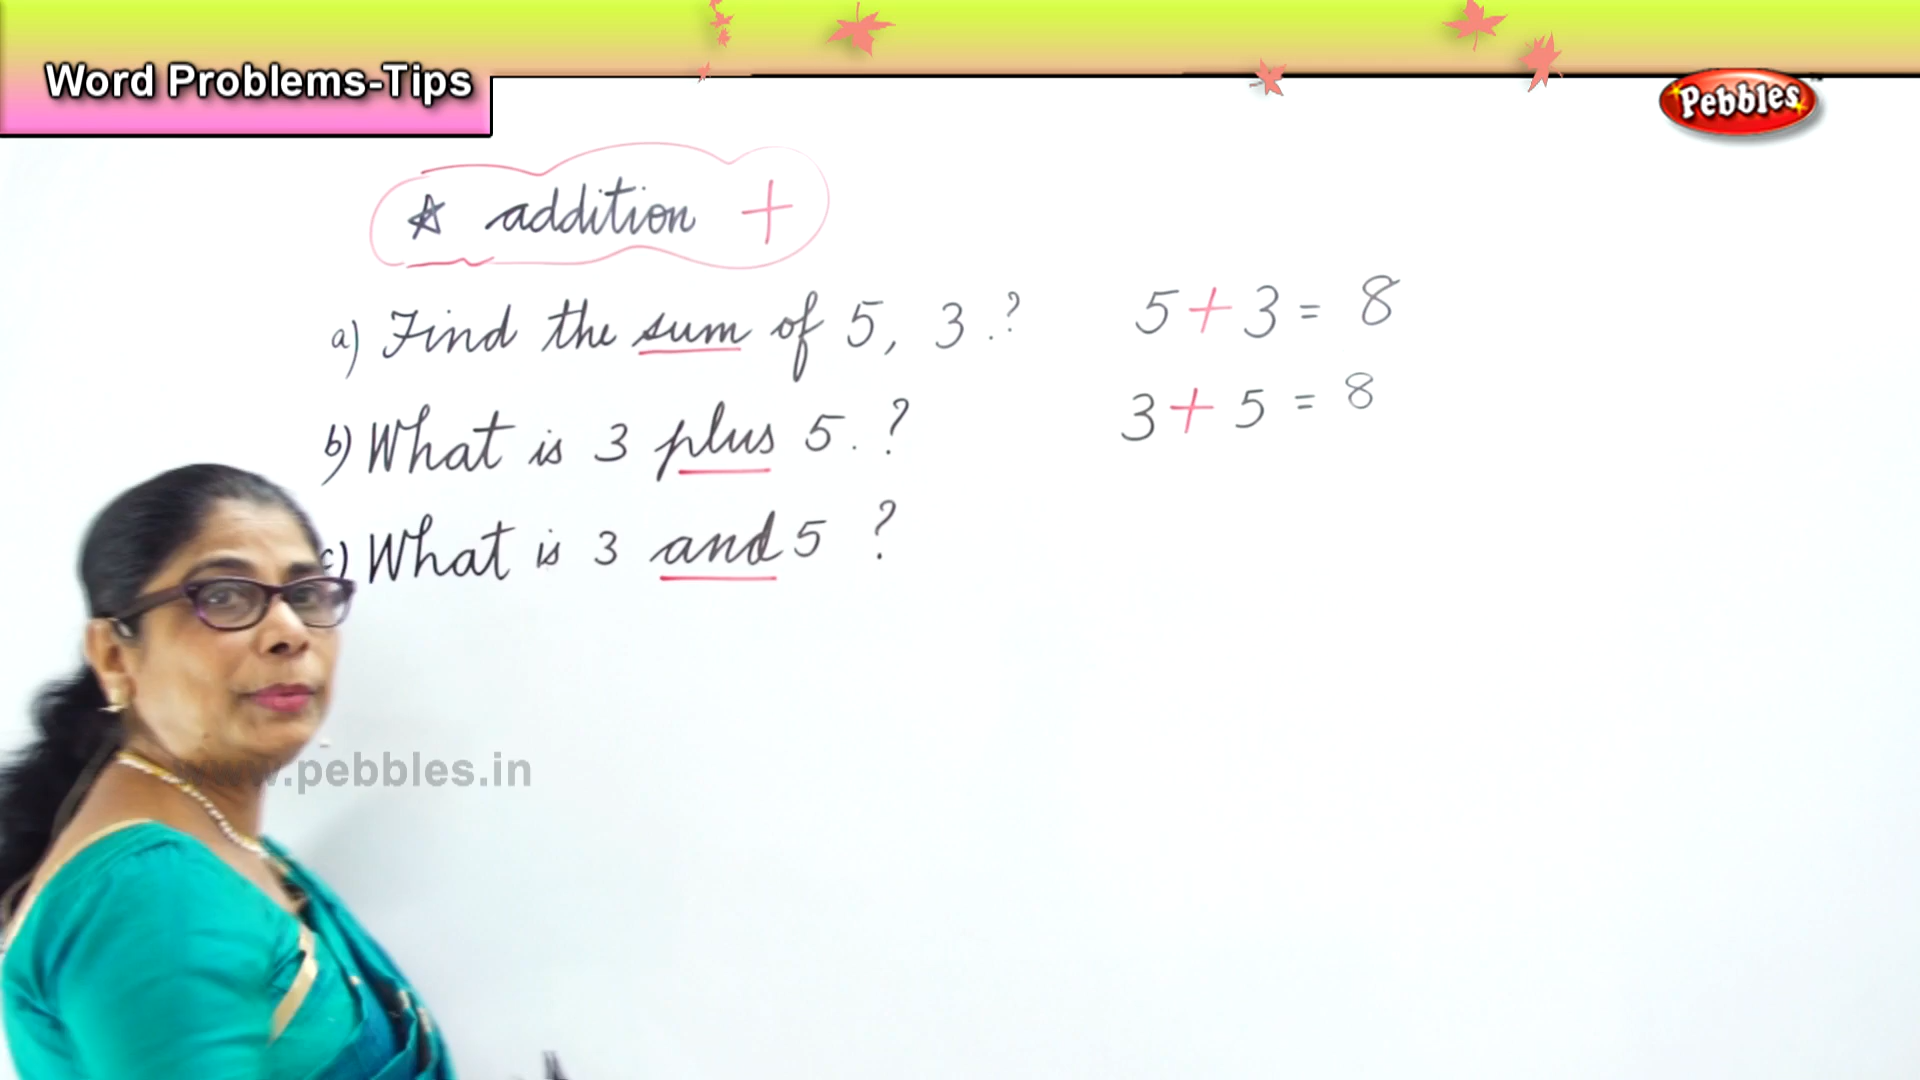 Word Problems-Tips
Pebbles
☆ addition +
a) Find the sum of 5, 3.? 5+3= 8
b) What is 3 plus 5.? 3+5=8
c) What is 3 and 5 ?
www.pebbles.in